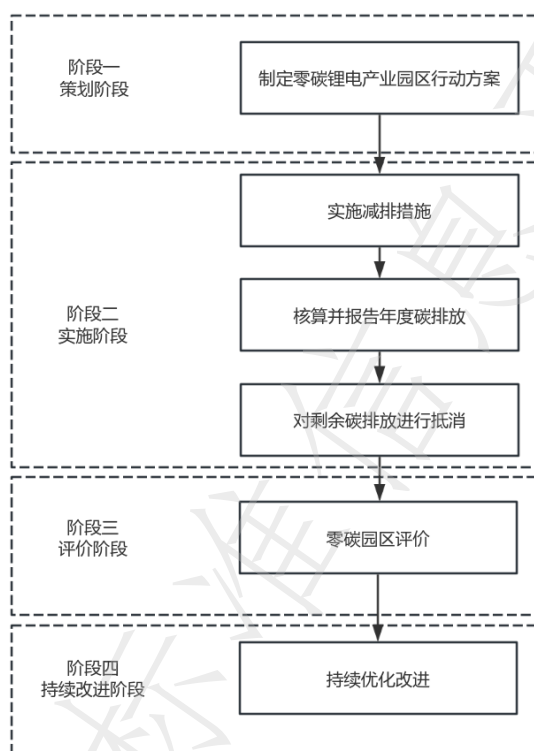 阶段一
策划阶段
制定零碳锂电产业园区行动方案
阶段二
实施阶段
实施减排措施
核算并报告年度碳排放
对剩余碳排放进行抵消
阶段三
评价阶段
零碳园区评价
阶段四
持续改进阶段
持续优化改进